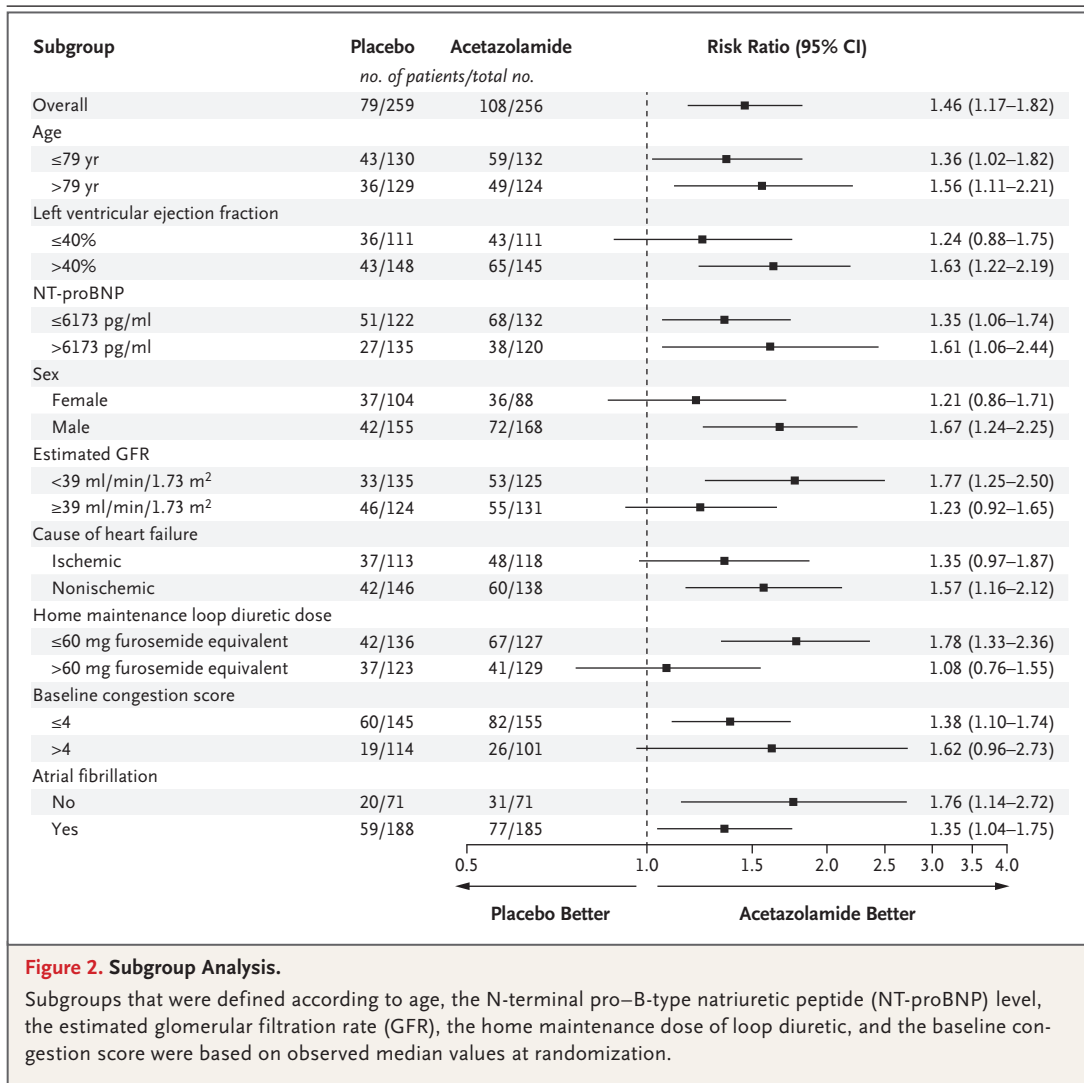 Subgroup Placebo Acetazolamide Risk Ratio (95% CI)
no. of patients/total no.
Overall 79/259 108/256 1.46 (1.17–1.82)
Age
≤79 yr 43/130 59/132 1.36 (1.02–1.82)
>79 yr 36/129 49/124 1.56 (1.11–2.21)
Left ventricular ejection fraction
≤40% 36/111 43/111 1.24 (0.88–1.75)
>40% 43/148 65/145 1.63 (1.22–2.19)
NT-proBNP
≤6173 pg/ml 51/122 68/132 1.35 (1.06–1.74)
>6173 pg/ml 27/135 38/120 1.61 (1.06–2.44)
Sex
Female 37/104 36/88 1.21 (0.86–1.71)
Male 42/155 72/168 1.67 (1.24–2.25)
Estimated GFR
<39 ml/min/1.73 m² 33/135 53/125 1.77 (1.25–2.50)
≥39 ml/min/1.73 m² 46/124 55/131 1.23 (0.92–1.65)
Cause of heart failure
Ischemic 37/113 48/118 1.35 (0.97–1.87)
Nonischemic 42/146 60/138 1.57 (1.16–2.12)
Home maintenance loop diuretic dose
≤60 mg furosemide equivalent 42/136 67/127 1.78 (1.33–2.36)
>60 mg furosemide equivalent 37/123 41/129 1.08 (0.76–1.55)
Baseline congestion score
≤4 60/145 82/155 1.38 (1.10–1.74)
>4 19/114 26/101 1.62 (0.96–2.73)
Atrial fibrillation
No 20/71 31/71 1.76 (1.14–2.72)
Yes 59/188 77/185 1.35 (1.04–1.75)
0.5 1.0 1.5 2.0 2.5 3.0 3.5 4.0
Placebo Better Acetazolamide Better
Figure 2. Subgroup Analysis.
Subgroups that were defined according to age, the N-terminal pro–B-type natriuretic peptide (NT-proBNP) level,
the estimated glomerular filtration rate (GFR), the home maintenance dose of loop diuretic, and the baseline con-
gestion score were based on observed median values at randomization.